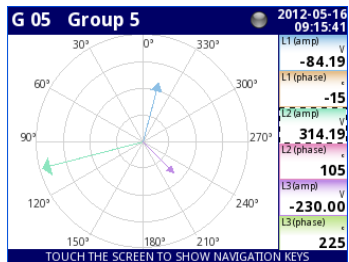 G 05 Group 5
2012-05-16
09:15:41
0°
30°
330°
60°
300°
90°
270°
120°
240°
150°
180°
210°
L1 (amp)
V
-84.19
L1 (phase)
°
-15
L2 (amp)
V
314.19
L2 (phase)
°
105
L3(amp)
V
-230.00
L3(phase)
°
225
TOUCH THE SCREEN TO SHOW NAVIGATION KEYS